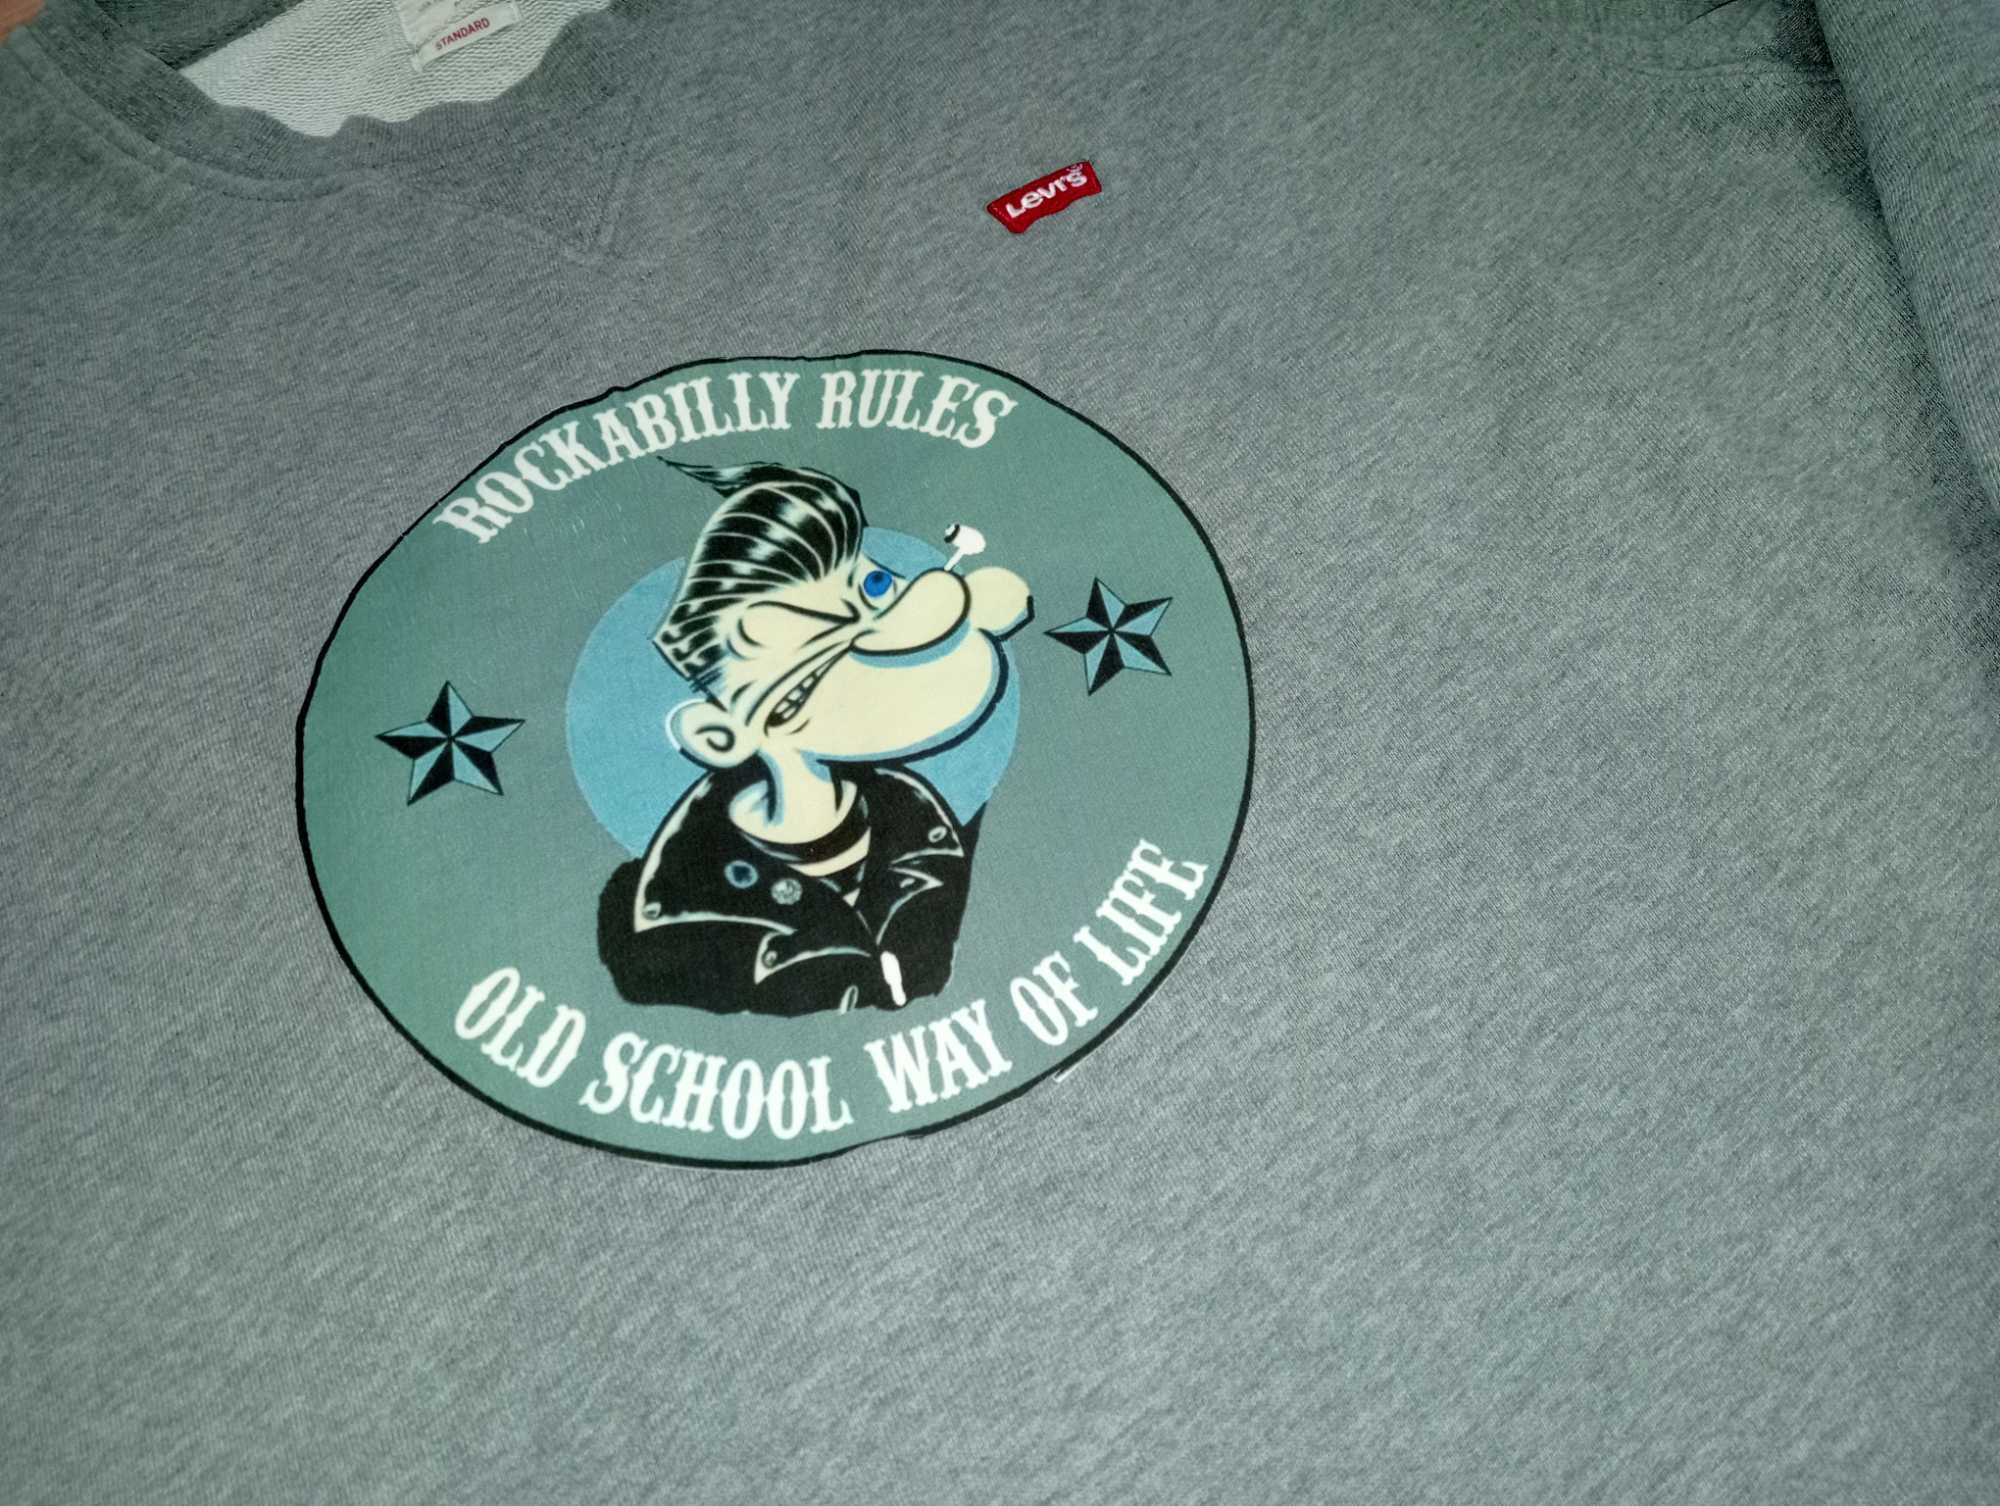 STANDARD
Levi's
ROCKABILLY RULES
OLD SCHOOL WAY OF LIFE